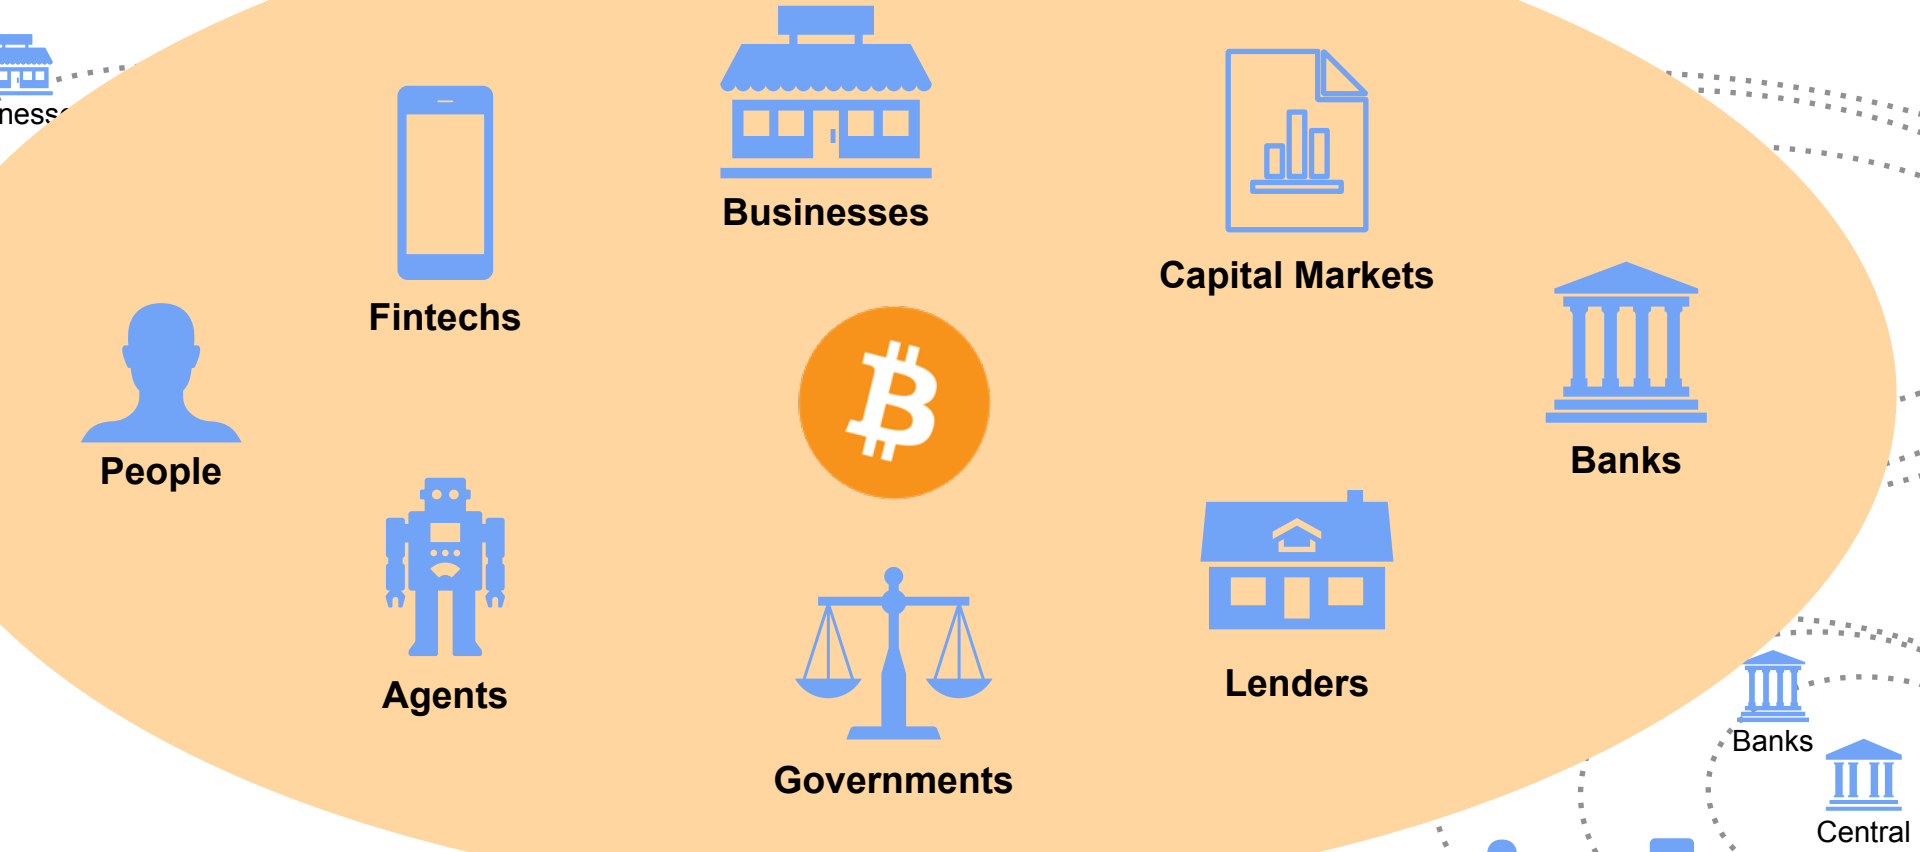 Businesses
Capital Markets
Fintechs
People
Banks
Agents
Lenders
Governments
Banks
Central